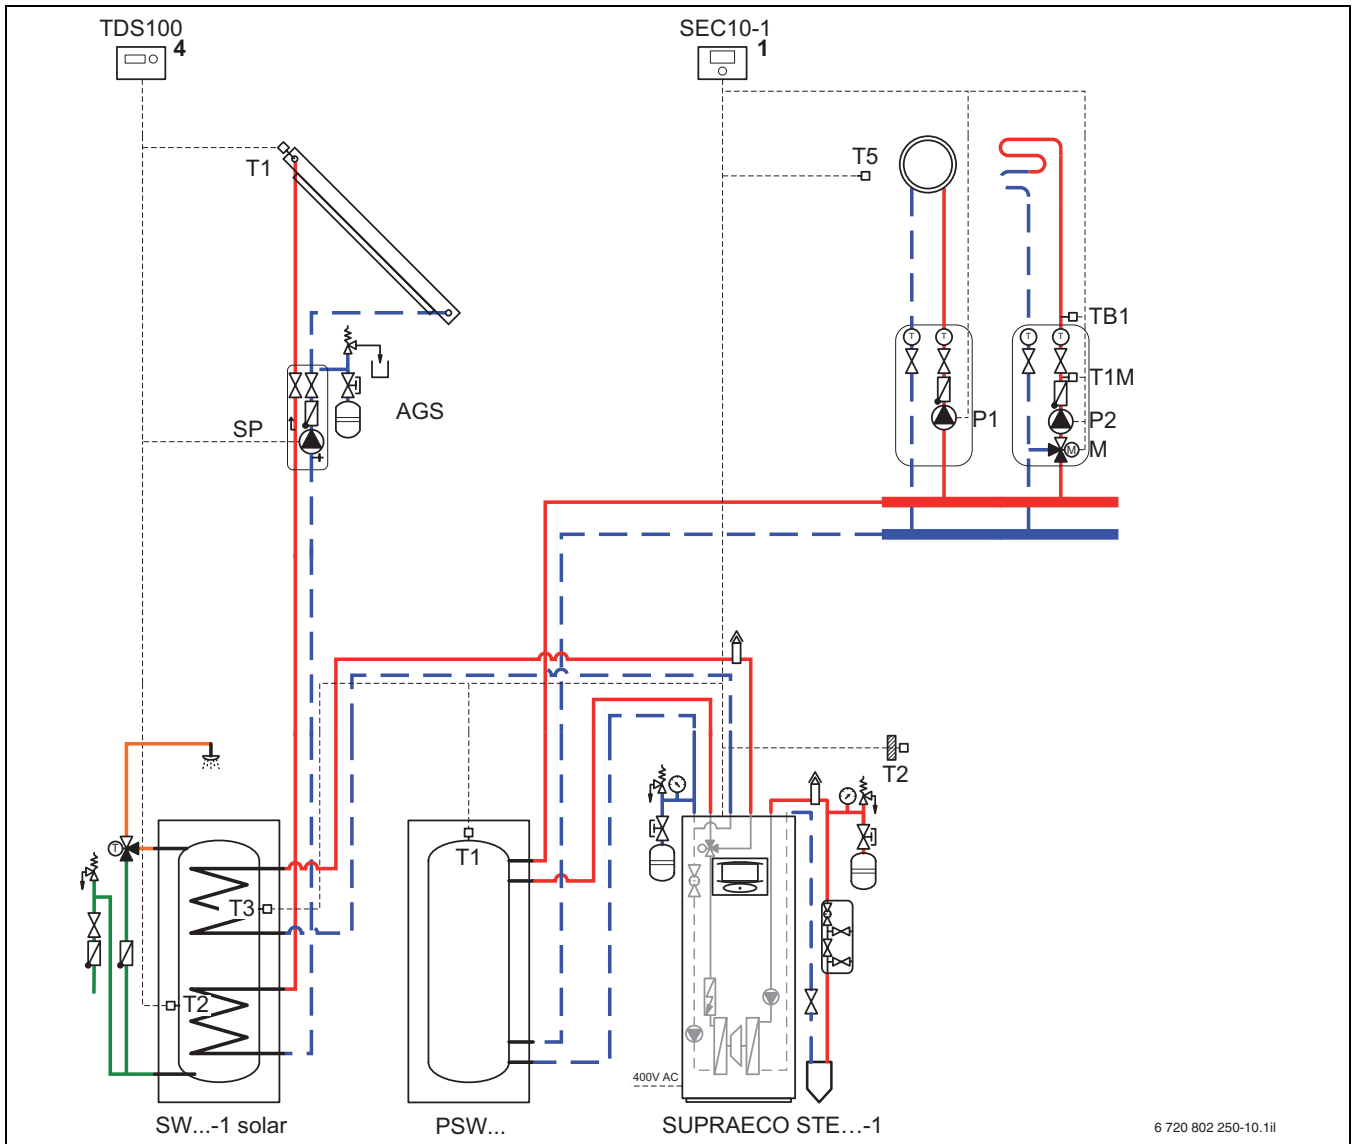 TDS100
4
SEC10-1
1
T1
T5
TB1
T
T
T
T
T1M
AGS
SP
P1
P2
M
M
T2
T
T1
T3
T2
400V AC
SW...-1 solar
PSW...
SUPRAECO STE...-1
6 720 802 250-10.1il